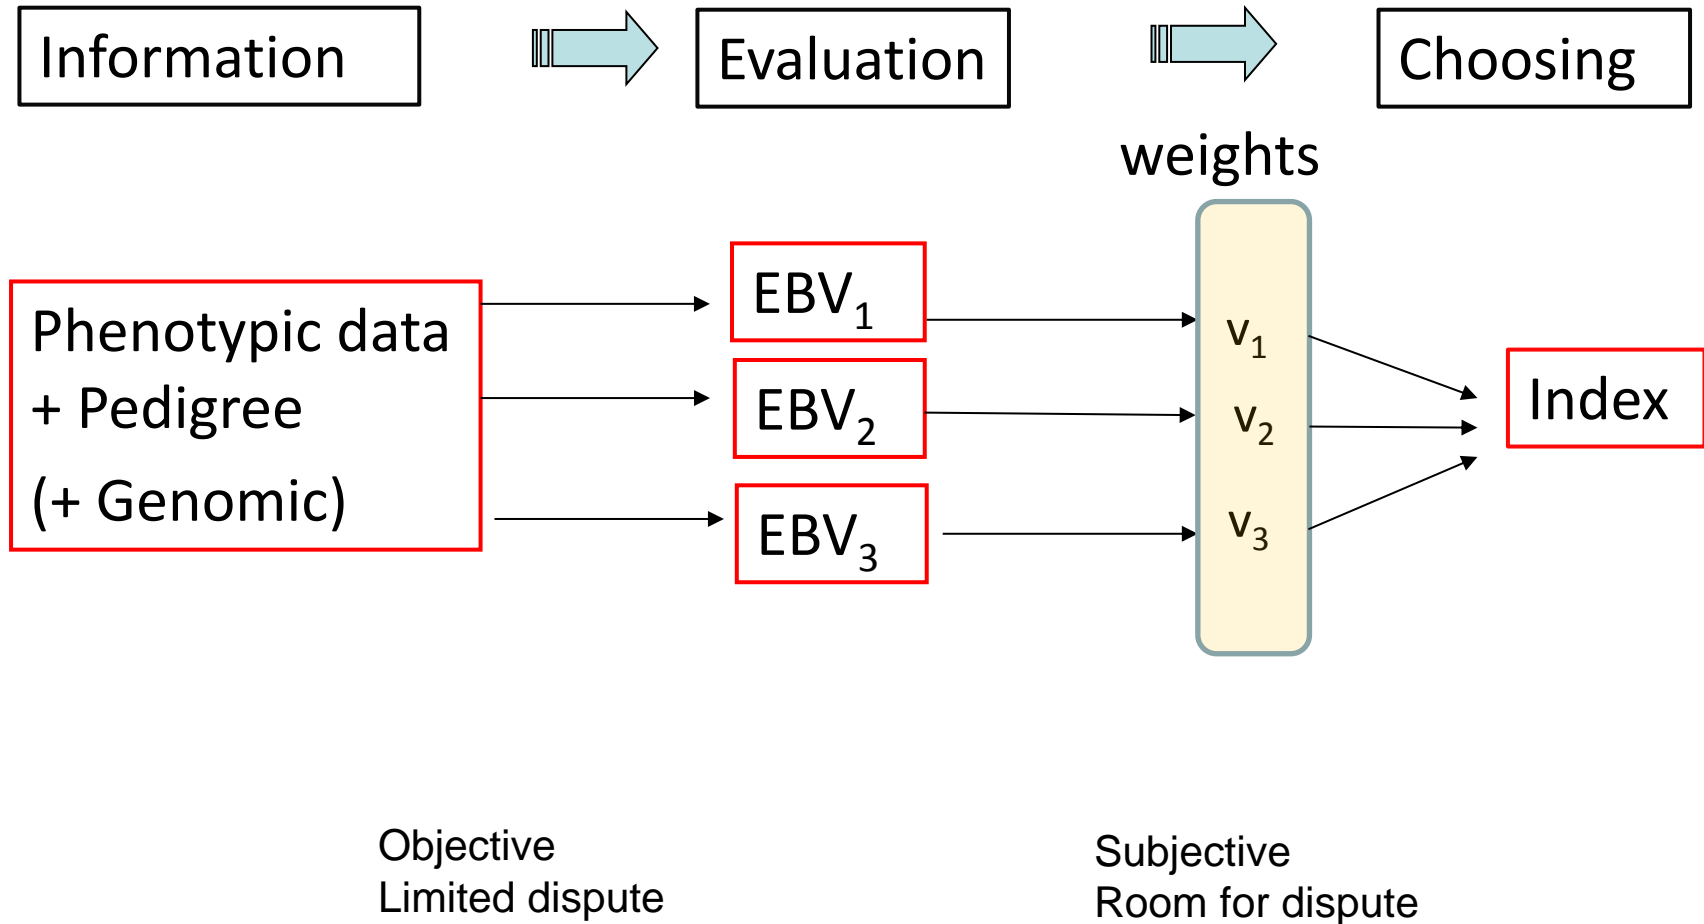 Information
Evaluation
Choosing
weights
Phenotypic data
+ Pedigree
(+ Genomic)
EBV₁
EBV₂
EBV₃
v₁
v₂
v₃
Index
Objective
Limited dispute
Subjective
Room for dispute